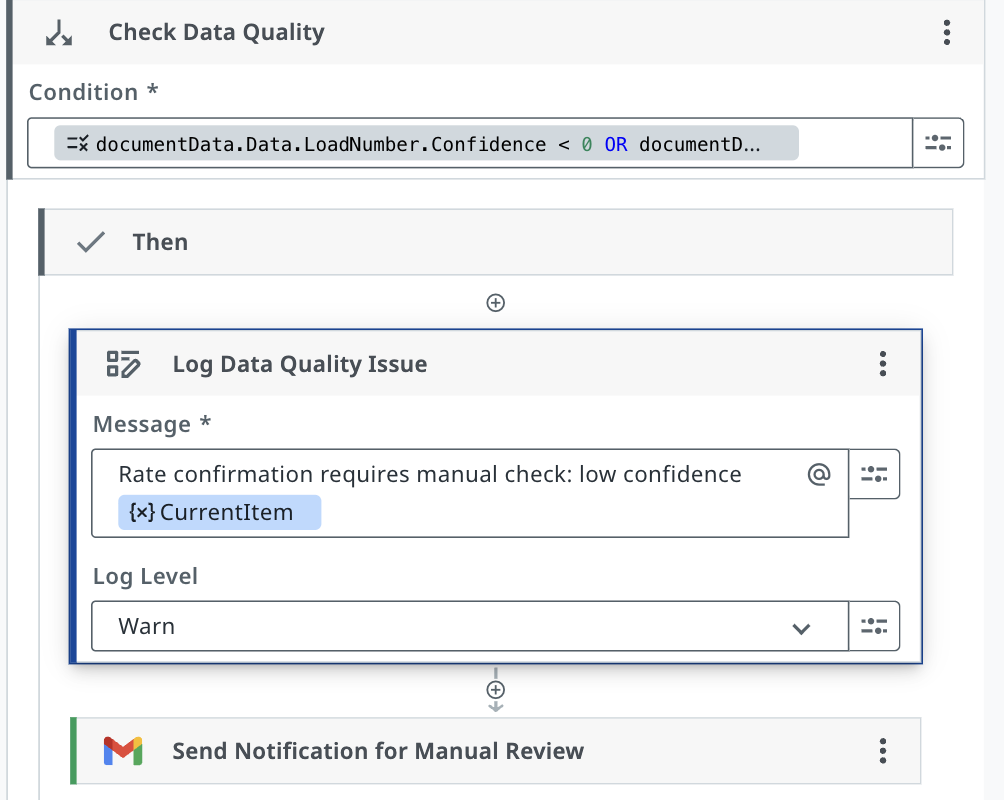 Check Data Quality
Condition *
documentData.Data.LoadNumber.Confidence < 0 OR documentD...
Then
Log Data Quality Issue
Message *
Rate confirmation requires manual check: low confidence @
{x} CurrentItem
Log Level
Warn
Send Notification for Manual Review